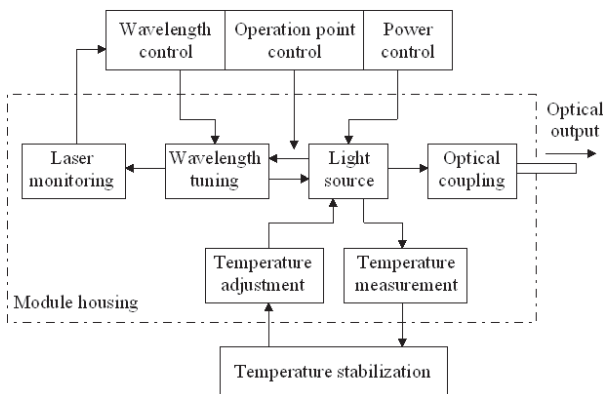 Wavelength
control
Operation point
control
Power
control
Optical
output
Laser
monitoring
Wavelength
tuning
Light
source
Optical
coupling
Temperature
adjustment
Temperature
measurement
Module housing
Temperature stabilization